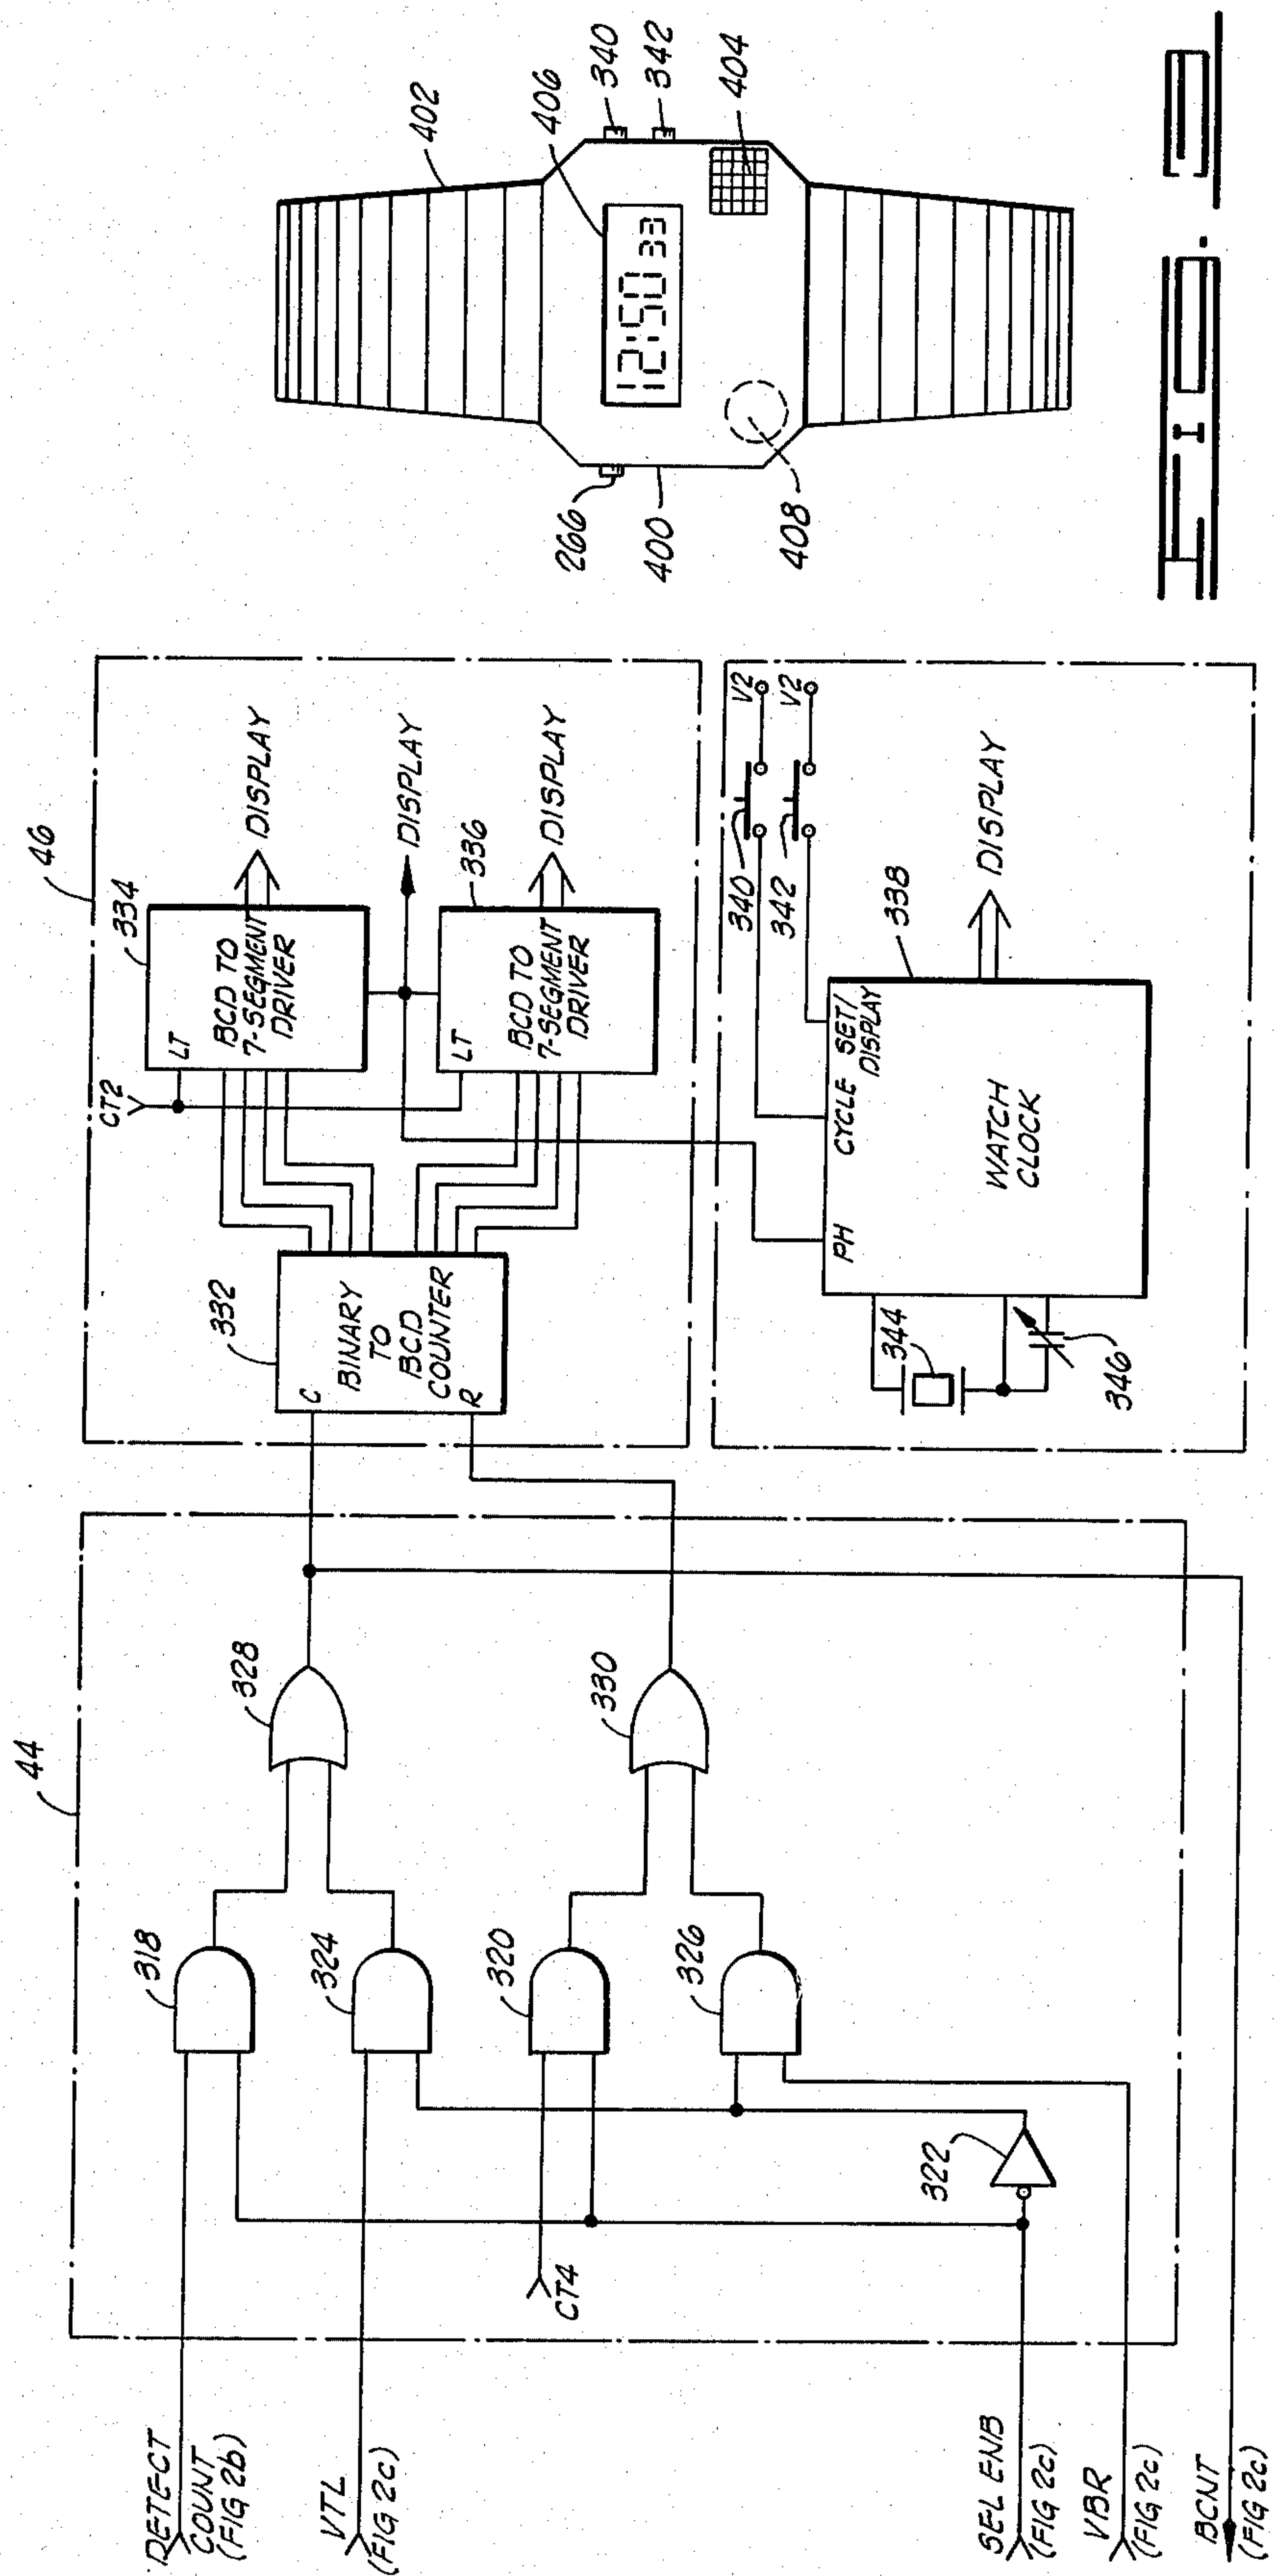 44
46
DETECT
COUNT
(FIG 2b)
VTL
(FIG 2c)
SEL ENB
(FIG 2c)
VBR
(FIG 2c)
BCNT
(FIG 2c)
CT4
318
324
320
326
322
328
330
332
C
BINARY
TO
BCD
COUNTER
R
CT2
334
LT
BCD TO
7-SEGMENT
DRIVER
DISPLAY
DISPLAY
336
LT
BCD TO
7-SEGMENT
DRIVER
DISPLAY
340
V2
342
V2
338
PH
CYCLE
SET/
DISPLAY
WATCH
CLOCK
DISPLAY
344
346
402
406
340
342
404
12:50 33
266
400
408